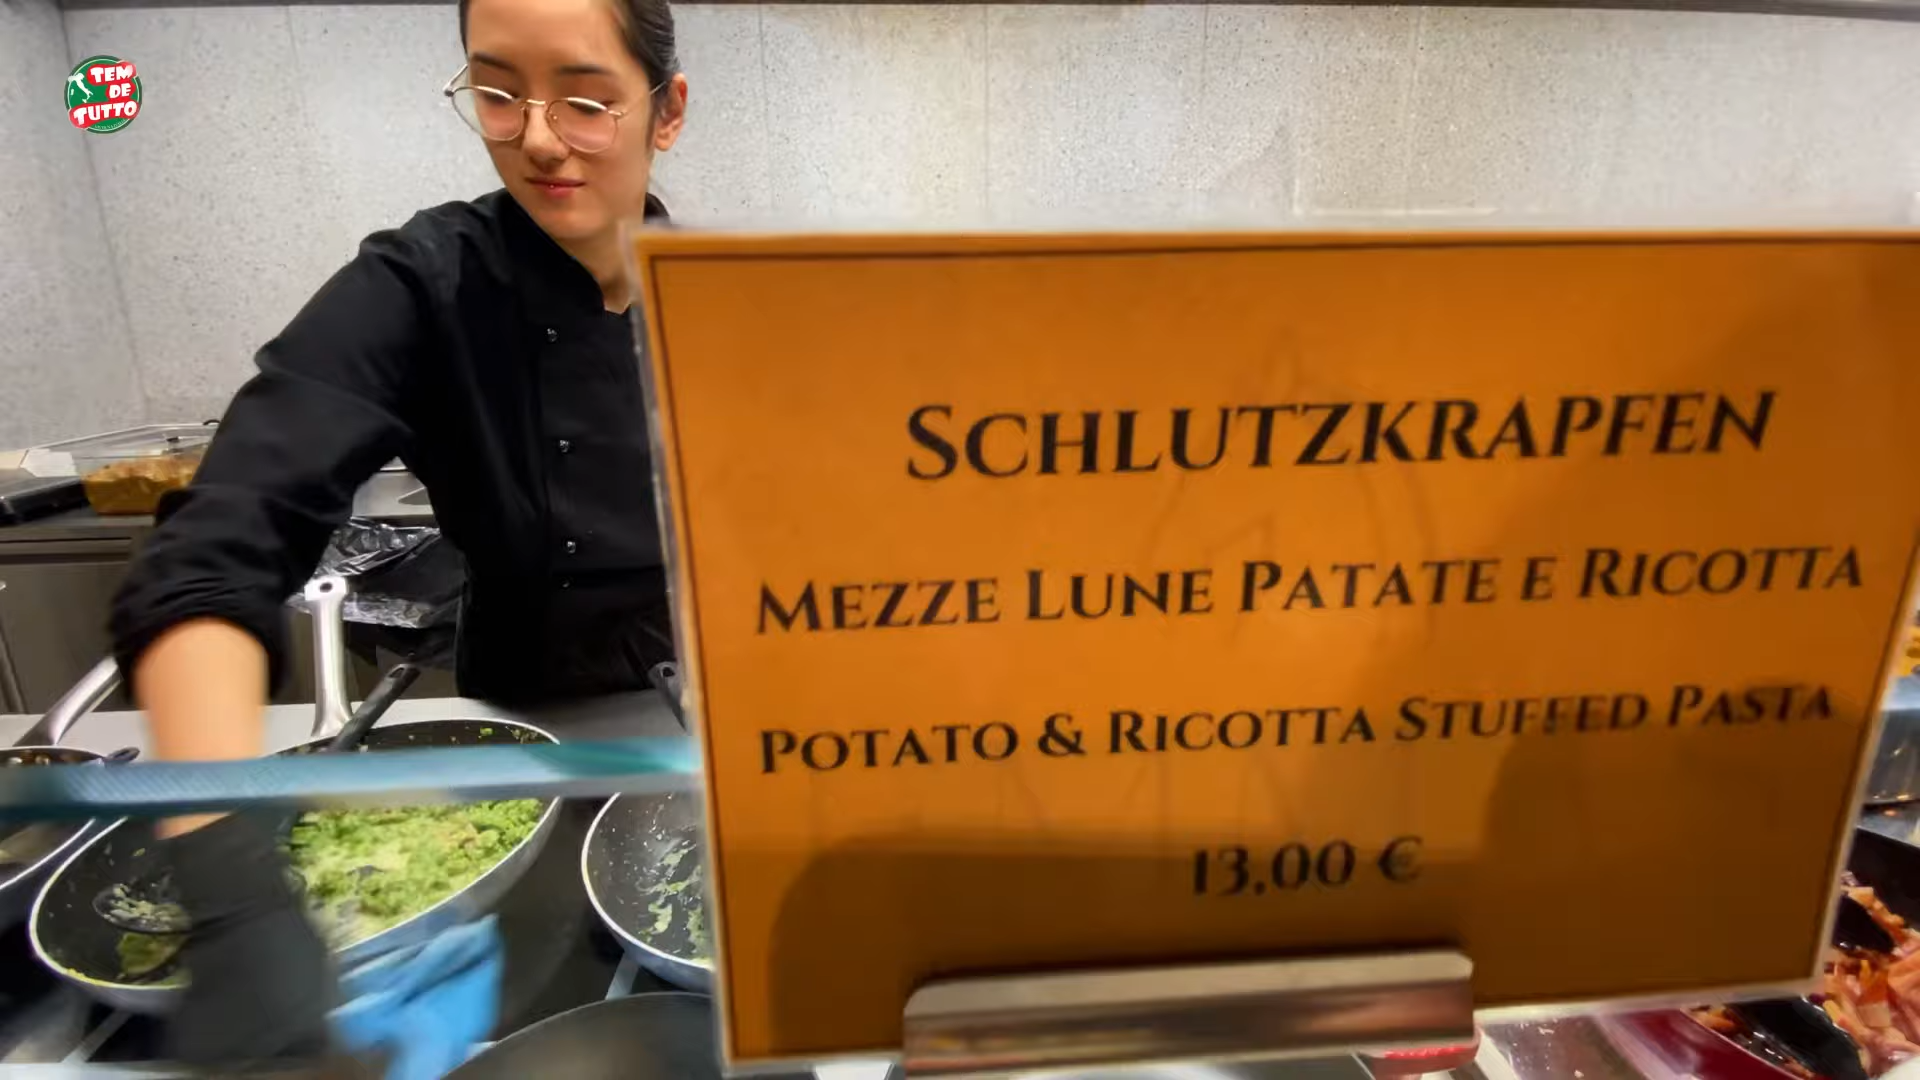 TEM
DE
TUTTO
SCHLUTZKRAPFEN
MEZZE LUNE PATATE E RICOTTA
POTATO & RICOTTA STUFFED PASTA
13,00 €